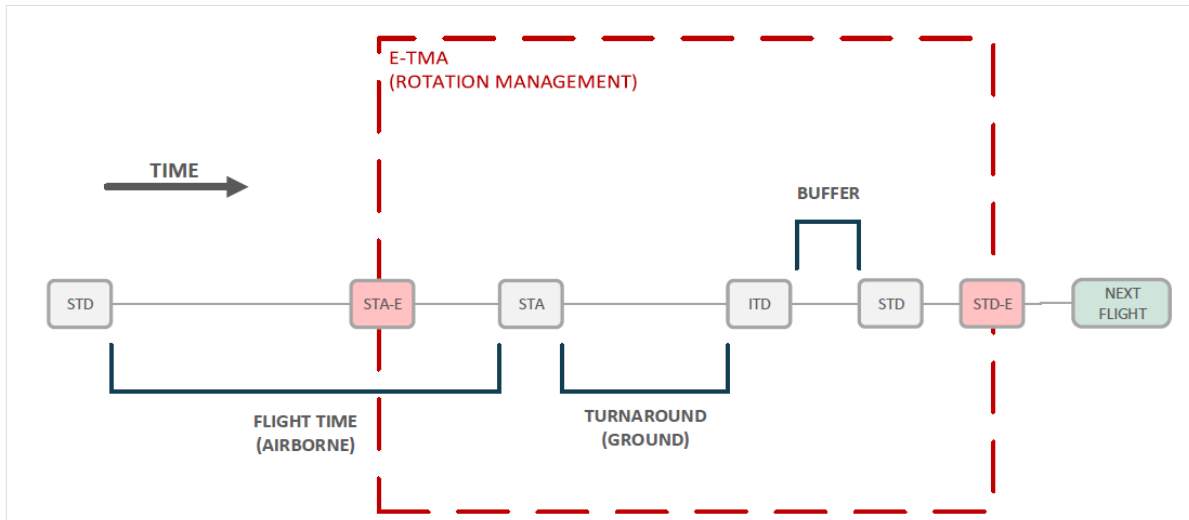 E-TMA
(ROTATION MANAGEMENT)
TIME
BUFFER
STD
STA-E
STA
ITD
STD
STD-E
NEXT
FLIGHT
FLIGHT TIME
(AIRBORNE)
TURNAROUND
(GROUND)